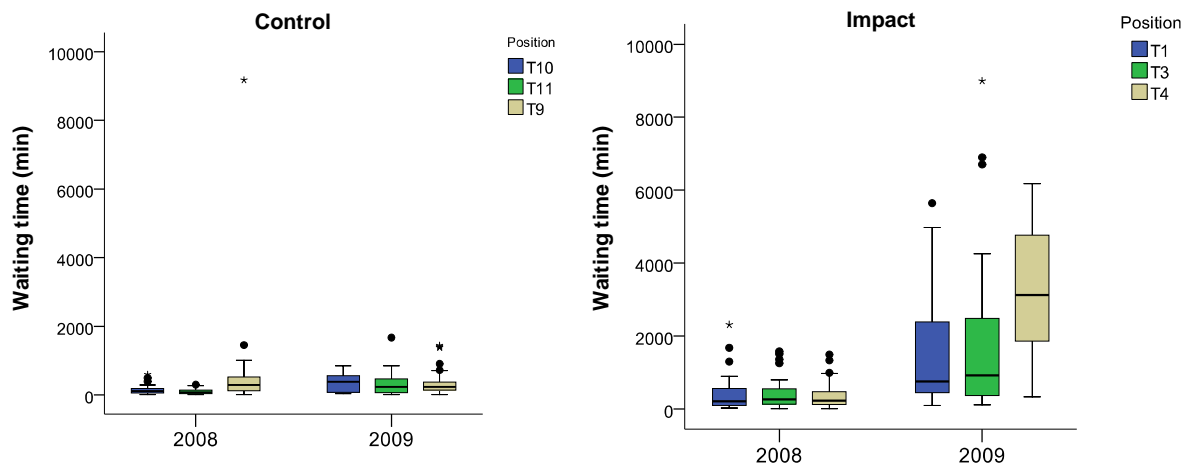 Control
Waiting time (min)
10000
8000
6000
4000
2000
0
2008
2009
Position
T10
T11
T9
Impact
Waiting time (min)
10000
8000
6000
4000
2000
0
2008
2009
Position
T1
T3
T4